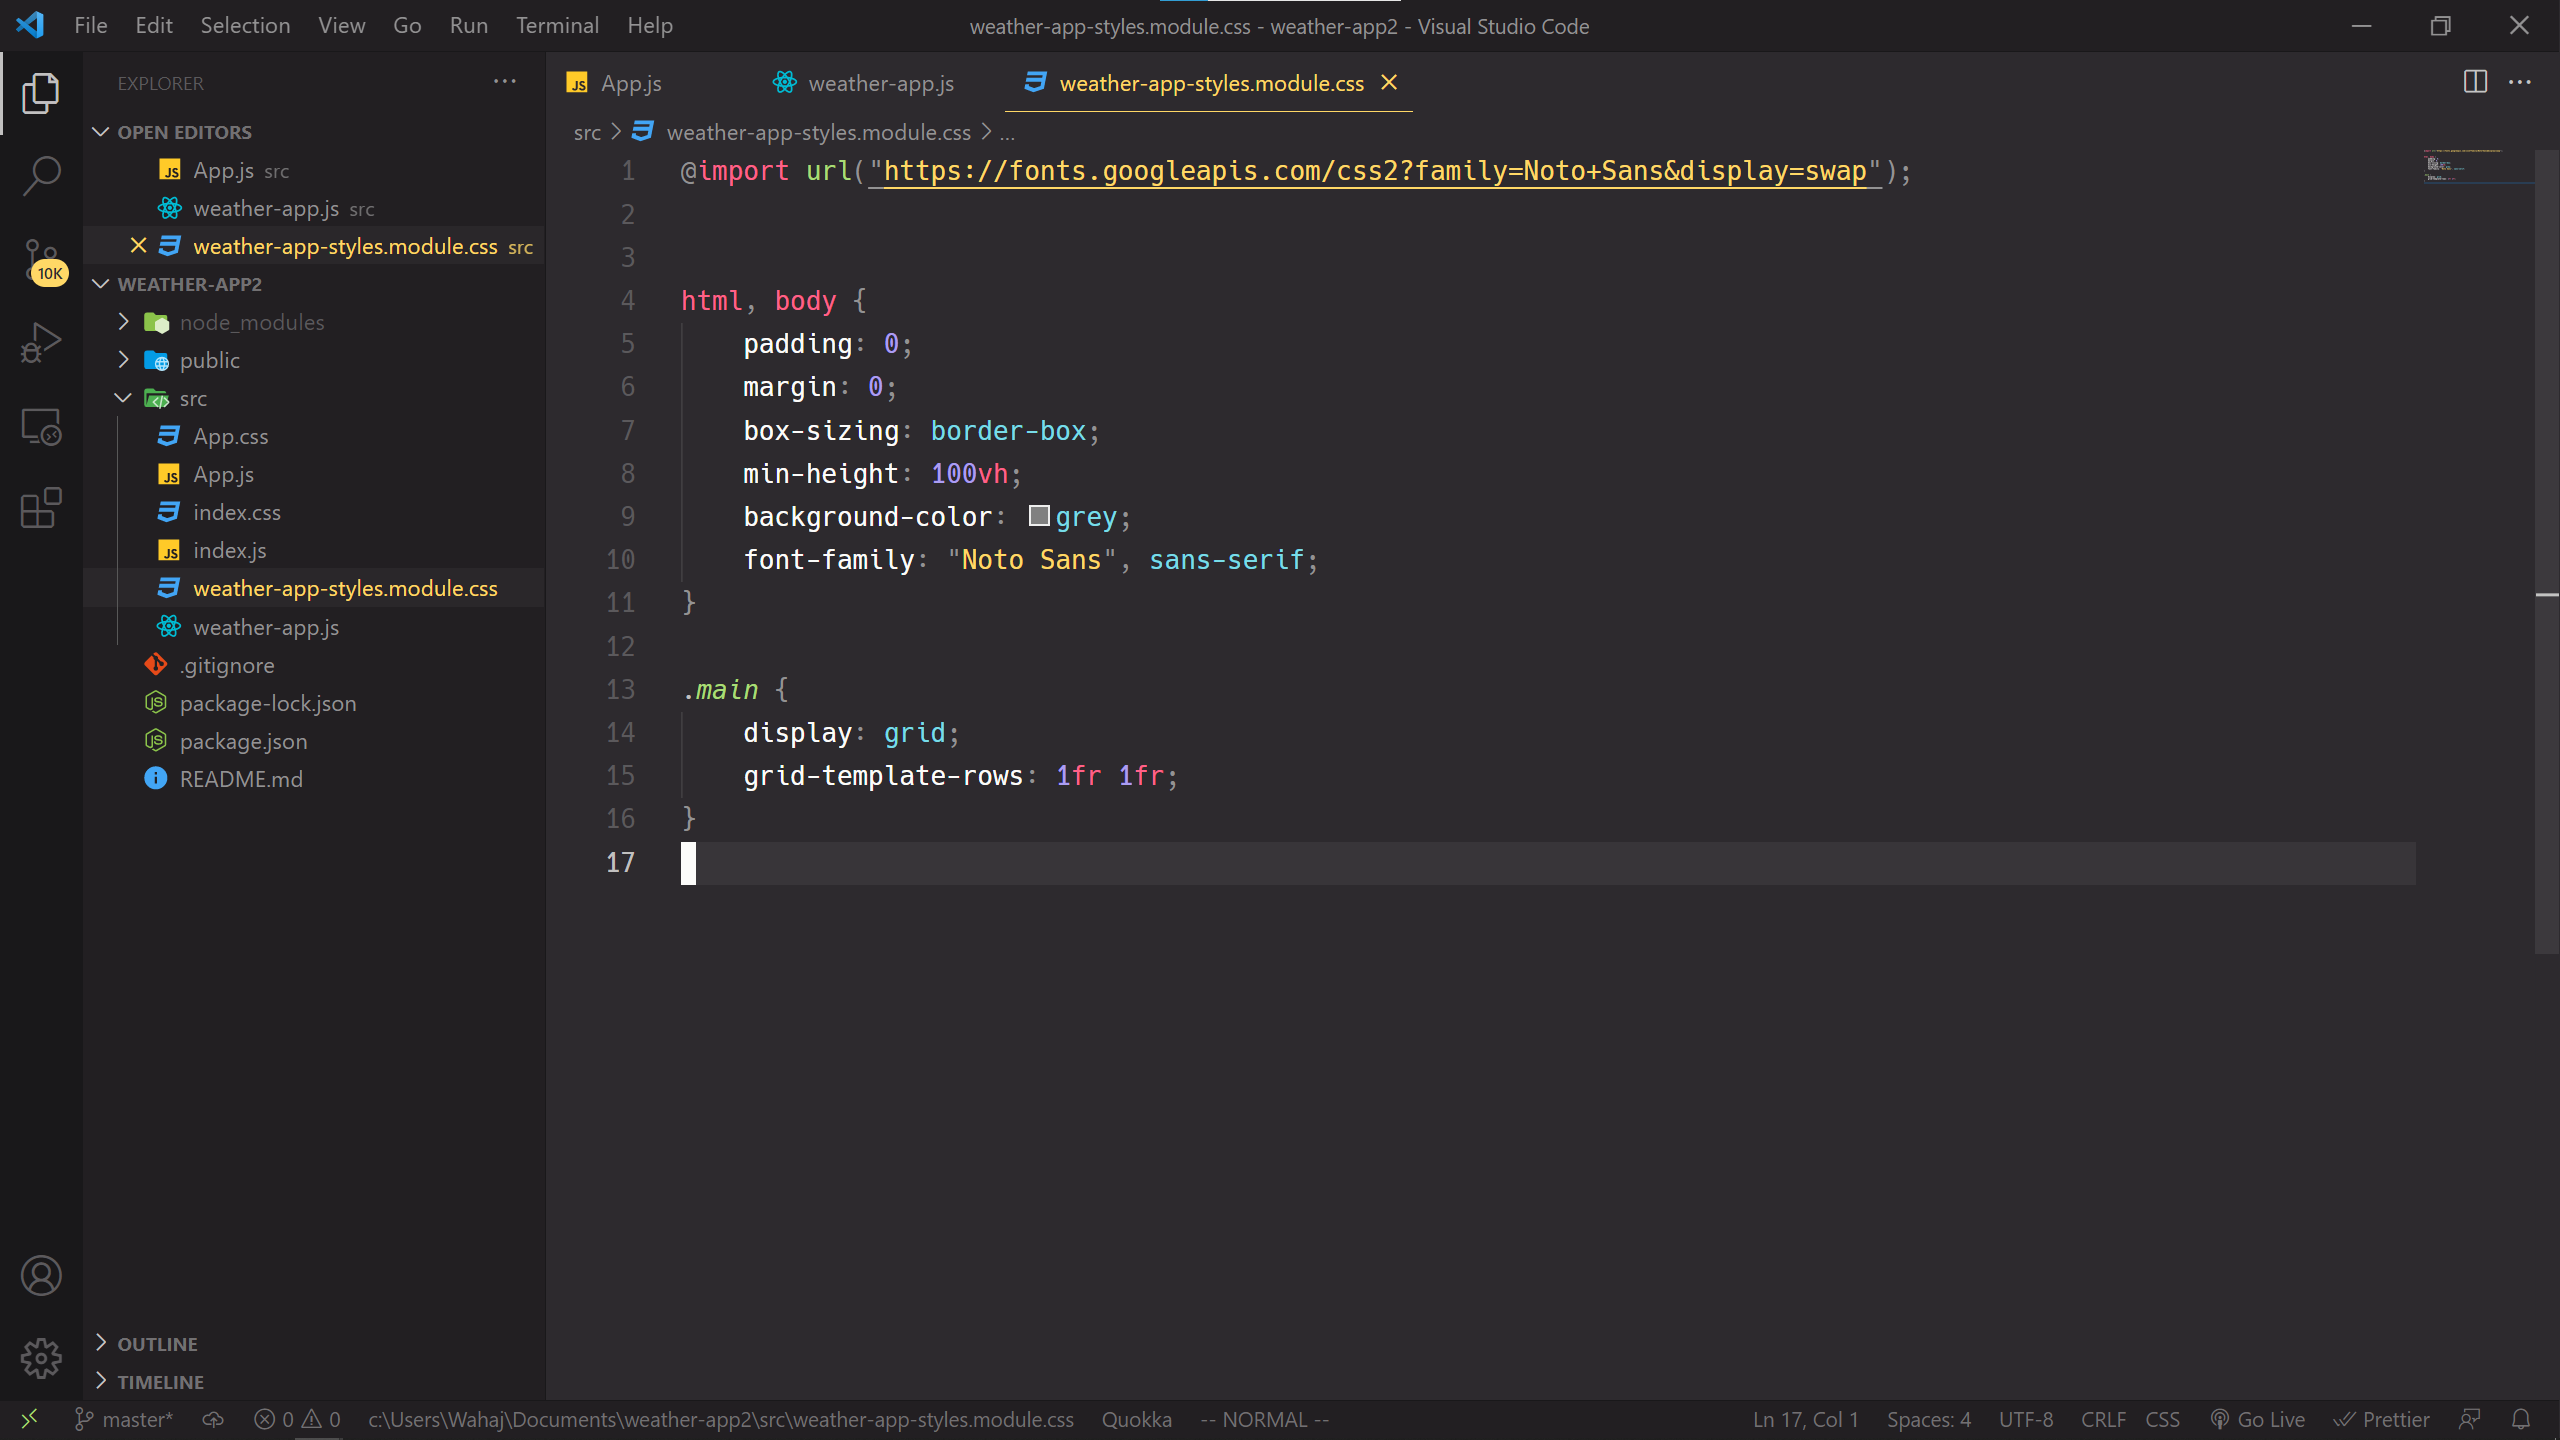 File Edit Selection View Go Run Terminal Help
weather-app-styles.module.css - weather-app2 - Visual Studio Code
EXPLORER
OPEN EDITORS
App.js src
weather-app.js src
weather-app-styles.module.css src
10K
WEATHER-APP2
node_modules
public
src
App.css
App.js
index.css
index.js
weather-app-styles.module.css
weather-app.js
.gitignore
package-lock.json
package.json
README.md
OUTLINE
TIMELINE
App.js weather-app.js weather-app-styles.module.css
src > weather-app-styles.module.css > ...
1 @import url("https://fonts.googleapis.com/css2?family=Noto+Sans&display=swap");
2
3
4 html, body {
5 padding: 0;
6 margin: 0;
7 box-sizing: border-box;
8 min-height: 100vh;
9 background-color: grey;
10 font-family: "Noto Sans", sans-serif;
11 }
12
13 .main {
14 display: grid;
15 grid-template-rows: 1fr 1fr;
16 }
17
master* 0 0 c:\Users\Wahaj\Documents\weather-app2\src\weather-app-styles.module.css Quokka -- NORMAL -- Ln 17, Col 1 Spaces: 4 UTF-8 CRLF CSS Go Live Prettier